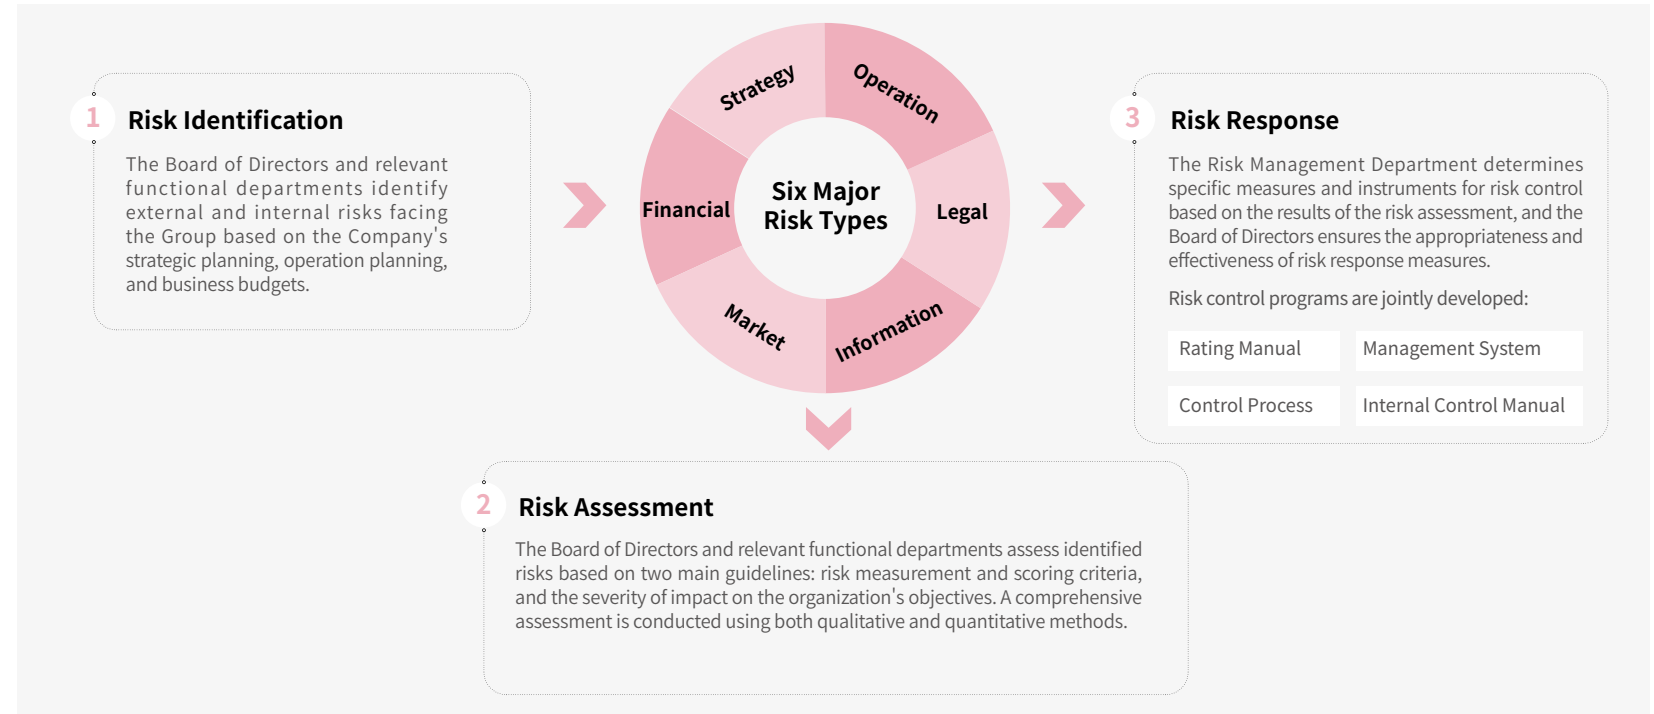 1
Risk Identification
The Board of Directors and relevant
functional departments identify
external and internal risks facing
the Group based on the Company's
strategic planning, operation planning,
and business budgets.
Six Major
Risk Types
Strategy
Operation
Legal
Information
Market
Financial
2
Risk Assessment
The Board of Directors and relevant functional departments assess identified
risks based on two main guidelines: risk measurement and scoring criteria,
and the severity of impact on the organization's objectives. A comprehensive
assessment is conducted using both qualitative and quantitative methods.
3
Risk Response
The Risk Management Department determines
specific measures and instruments for risk control
based on the results of the risk assessment, and the
Board of Directors ensures the appropriateness and
effectiveness of risk response measures.
Risk control programs are jointly developed:
Rating Manual
Management System
Control Process
Internal Control Manual